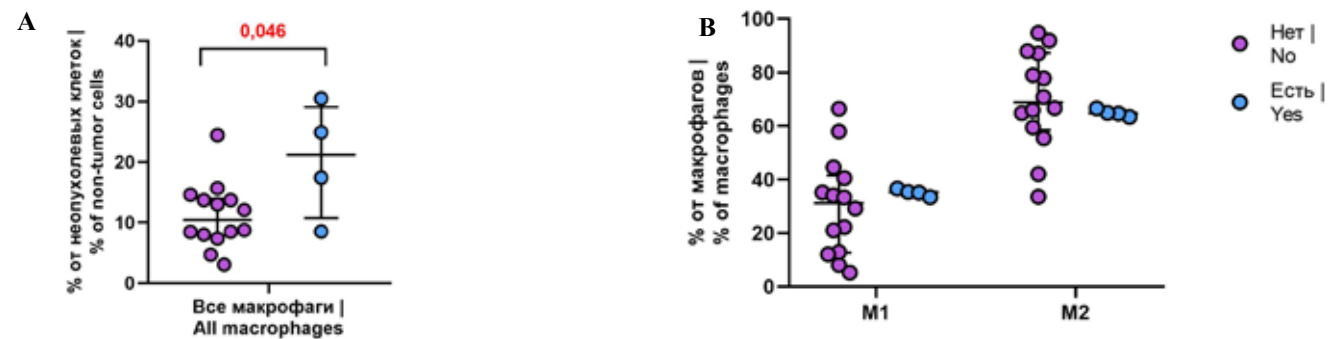 A
% от неопухолевых клеток |
% of non-tumor cells
40
30
20
10
0
0,046
Все макрофаги |
All macrophages
B
% от макрофагов |
% of macrophages
100
80
60
40
20
0
M1
M2
Нет |
No
Есть |
Yes